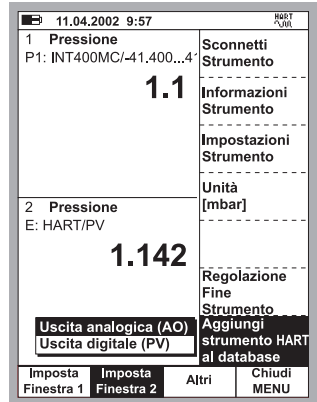 11.04.2002 9:57
HART
1 Pressione
P1: INT400MC/-41.400...41
1.1
2 Pressione
E: HART/PV
1.142
Sconnetti
Strumento
Informazioni
Strumento
Impostazioni
Strumento
Unità
[mbar]
Regolazione
Fine
Strumento
Aggiungi
strumento HART
al database
Uscita analogica (AO)
Uscita digitale (PV)
Imposta
Finestra 1
Imposta
Finestra 2
Altri
Chiudi
MENU